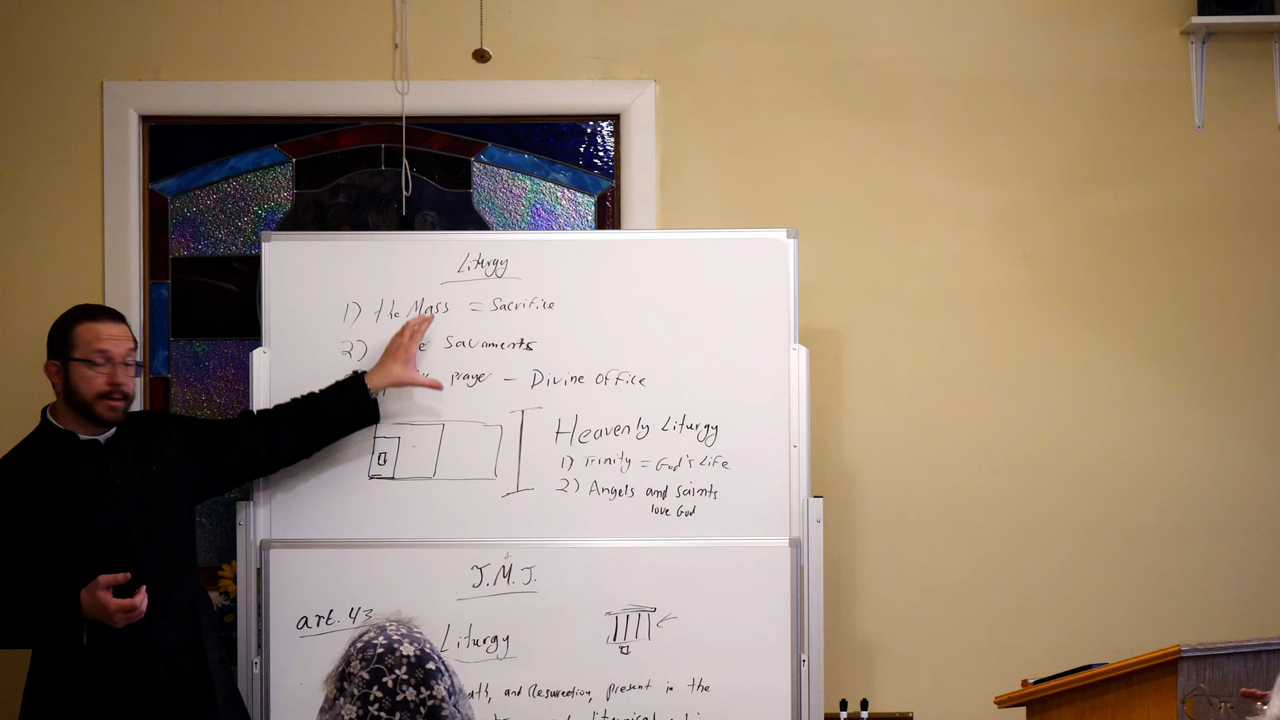 Liturgy
1) the Mass = Sacrifice
2) Sacraments
prayer - Divine Office
Heavenly Liturgy
1) Trinity = God's Life
2) Angels and Saints
love God
J.M.J.
art. 43
Liturgy
and Resurrection, present in the